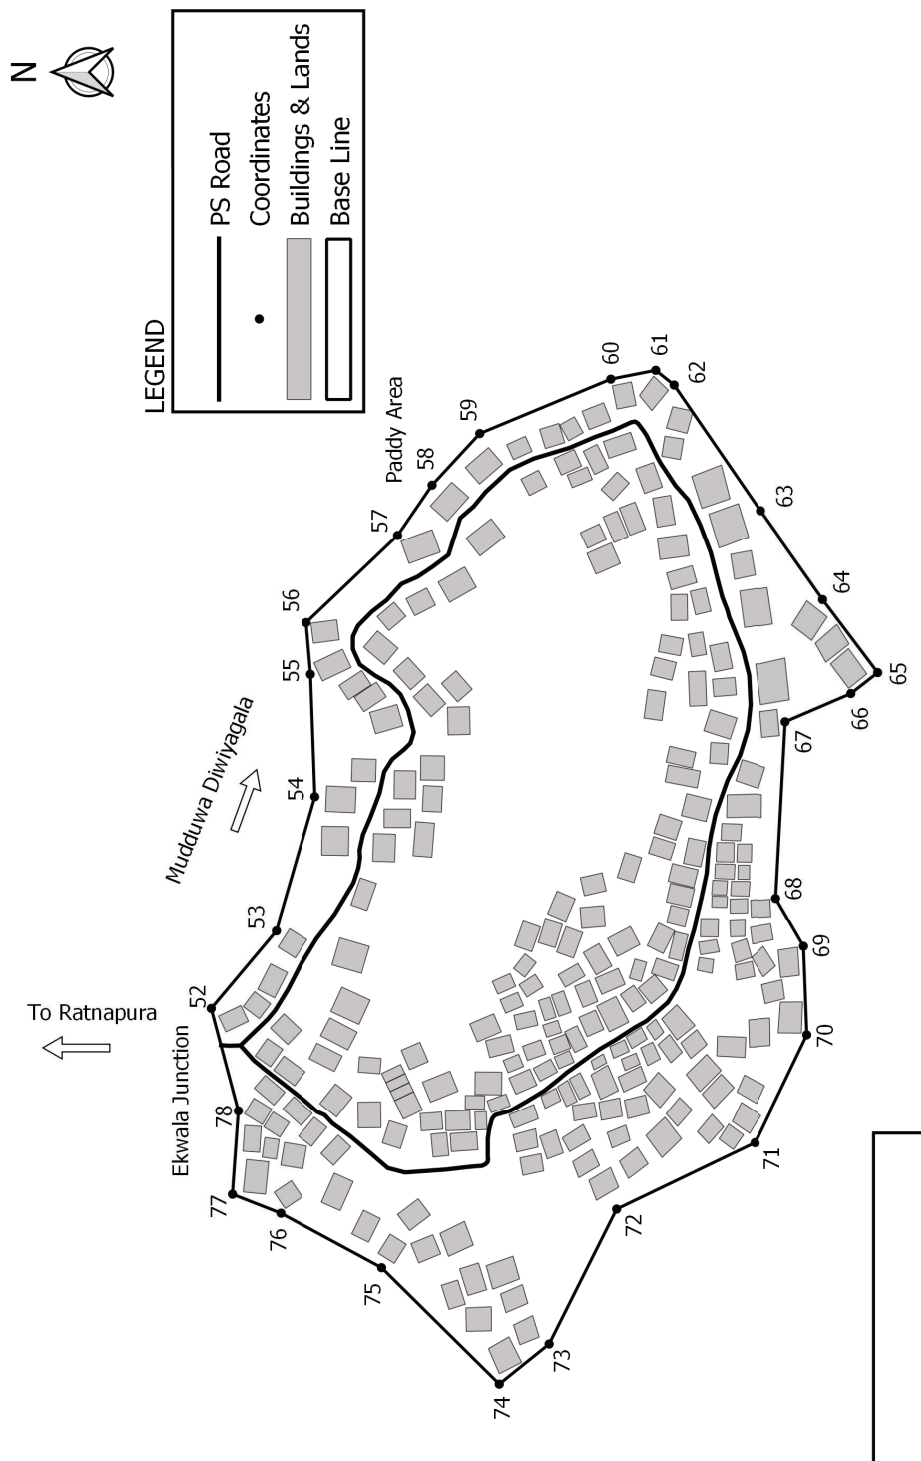 N
LEGEND
PS Road
Coordinates
Buildings & Lands
Base Line
To Ratnapura
Ekwala Junction
Mudduwa Diwiyagala
Paddy Area
52
53
54
55
56
57
58
59
60
61
62
63
64
65
66
67
68
69
70
71
72
73
74
75
76
77
78